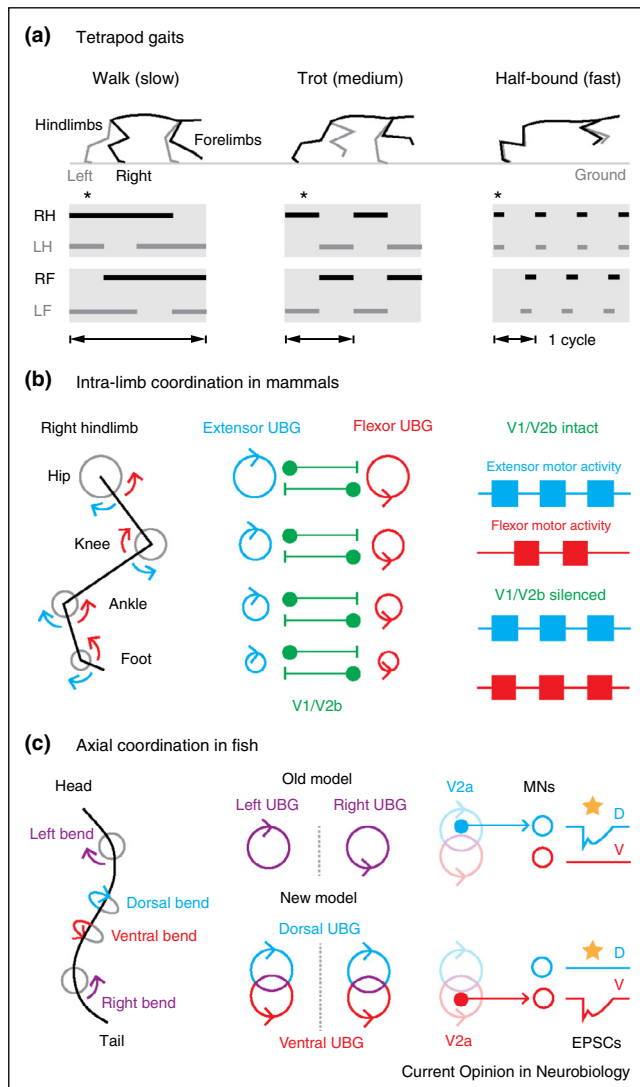 (a) Tetrapod gaits
Walk (slow) Trot (medium) Half-bound (fast)
Hindlimbs
Forelimbs
Left Right Ground
* * *
RH
LH
RF
LF
1 cycle
(b) Intra-limb coordination in mammals
Right hindlimb Extensor UBG Flexor UBG V1/V2b intact
Hip
Extensor motor activity
Knee
Flexor motor activity
Ankle
V1/V2b silenced
Foot
V1/V2b
(c) Axial coordination in fish
Head Old model V2a MNs
Left UBG Right UBG D
Left bend
V
New model
Dorsal bend
Dorsal UBG
Ventral bend
D
Right bend
V
Tail Ventral UBG V2a EPSCs
Current Opinion in Neurobiology